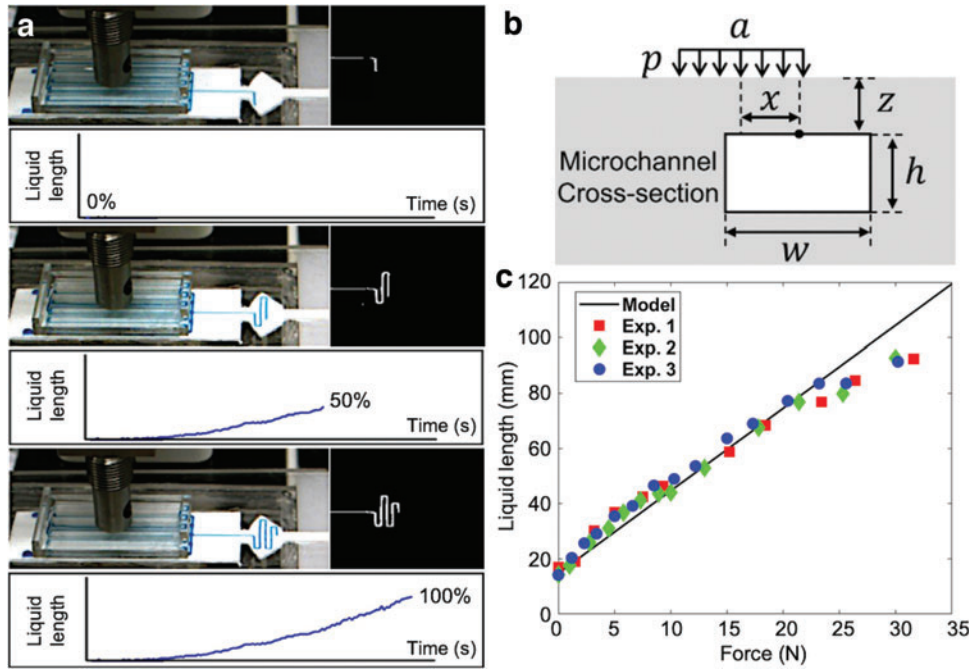 a
Liquid
length
0%
Time (s)
Liquid
length
50%
Time (s)
Liquid
length
100%
Time (s)
b
a
p
x
z
Microchannel
Cross-section
h
w
c
120
100
80
60
40
20
0
Model
Exp. 1
Exp. 2
Exp. 3
Liquid length (mm)
0 5 10 15 20 25 30 35
Force (N)